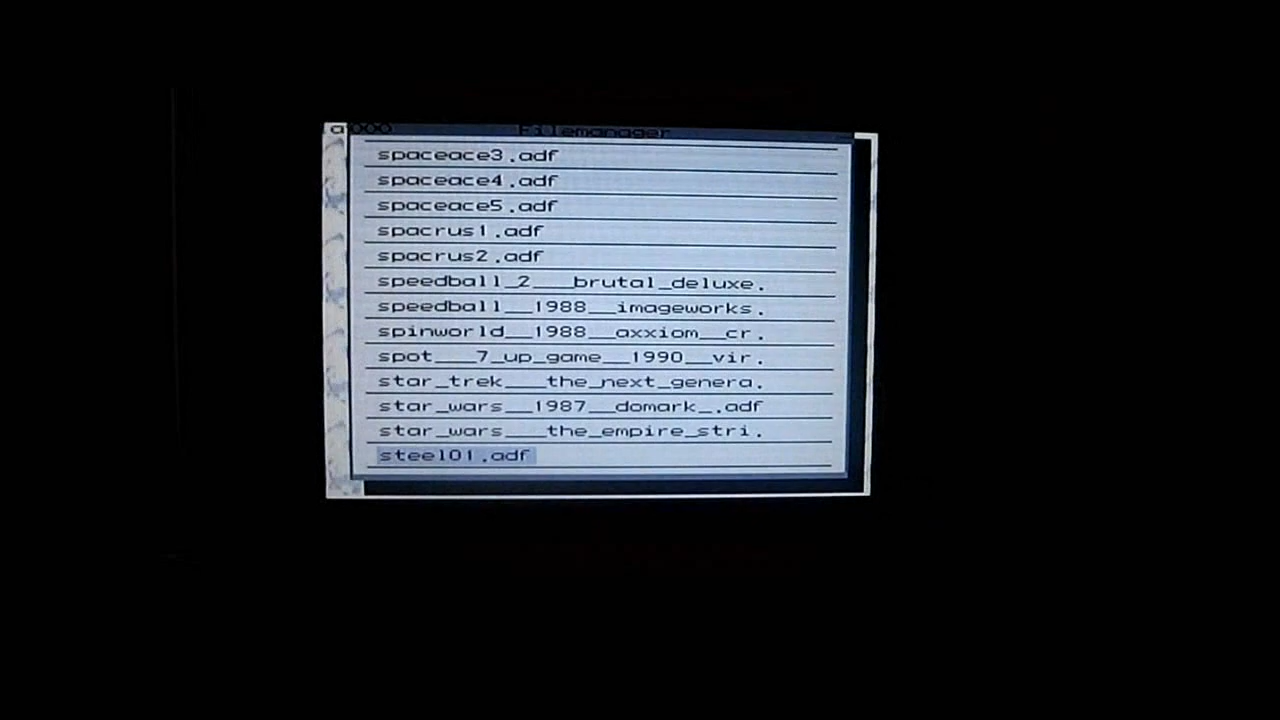 Filemanager
spaceace3.adf
spaceace4.adf
spaceace5.adf
spacrus1.adf
spacrus2.adf
speedball_2___brutal_deluxe.
speedball__1988__imageworks.
spinworld__1988__axxiom__cr.
spot___7_up_game__1990__vir.
star_trek___the_next_genera.
star_wars__1987__domark_.adf
star_wars___the_empire_stri.
steel01.adf